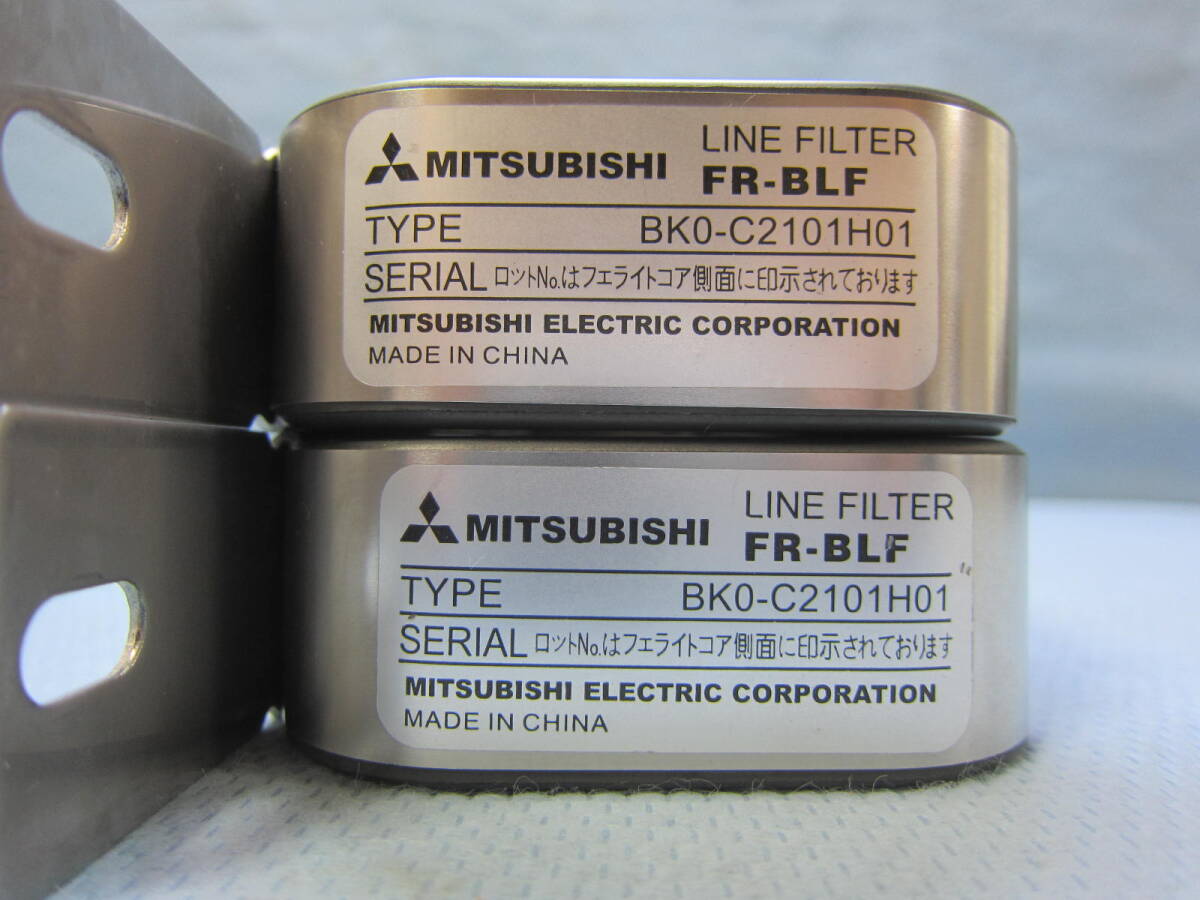 MITSUBISHI
LINE FILTER
FR-BLF
TYPE BK0-C2101H01
SERIAL ロットNo.はフェライトコア側面に印示されております
MITSUBISHI ELECTRIC CORPORATION
MADE IN CHINA
MITSUBISHI
LINE FILTER
FR-BLF
TYPE BK0-C2101H01
SERIAL ロットNo.はフェライトコア側面に印示されております
MITSUBISHI ELECTRIC CORPORATION
MADE IN CHINA